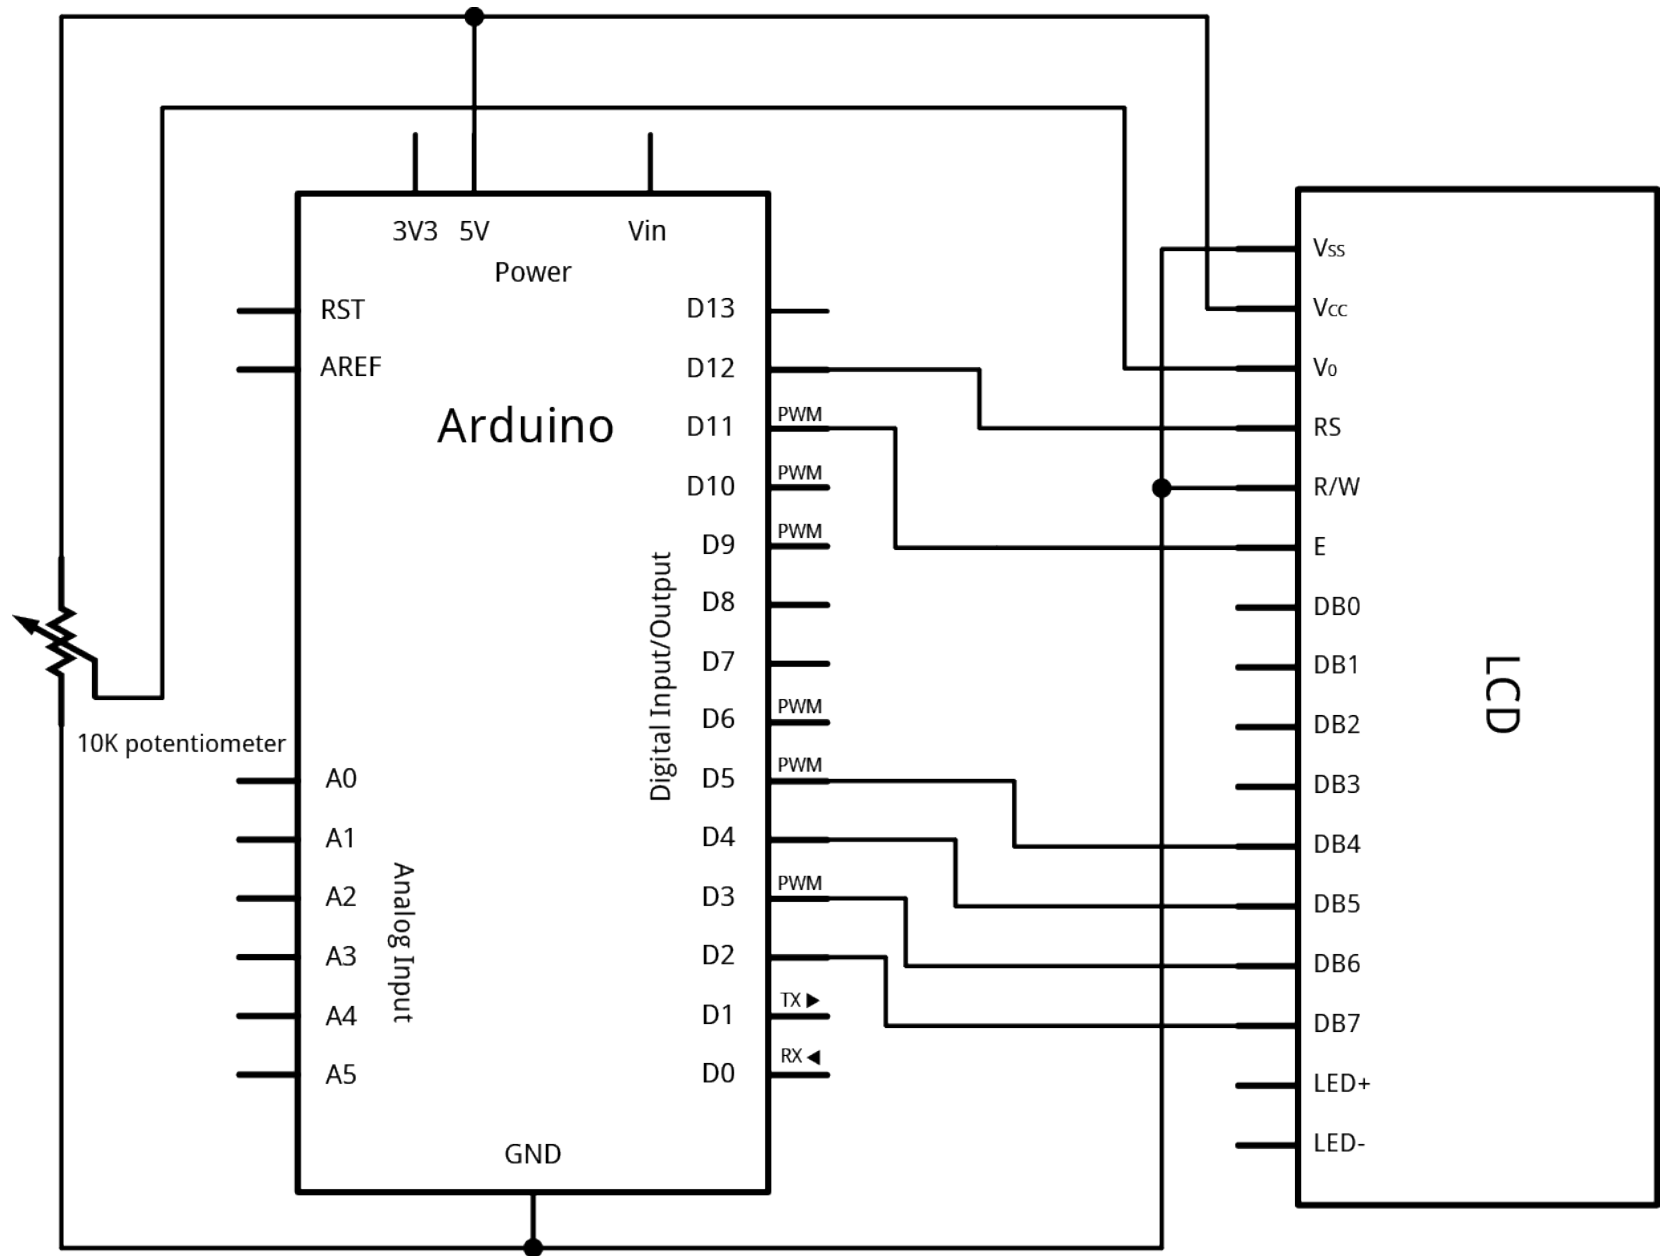 3V3 5V Vin
Power
RST
AREF
Arduino
D13
D12
PWM
D11
PWM
D10
PWM
D9
D8
D7
PWM
D6
PWM
D5
D4
PWM
D3
D2
TX ▶
D1
RX ◀
D0
Digital Input/Output
10K potentiometer
A0
A1
A2
A3
A4
A5
Analog Input
GND
VSS
VCC
V0
RS
R/W
E
DB0
DB1
DB2
DB3
DB4
DB5
DB6
DB7
LED+
LED-
LCD